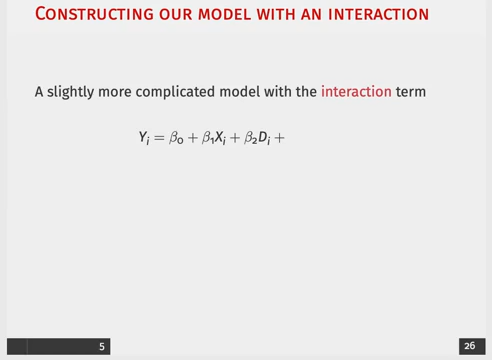 CONSTRUCTING OUR MODEL WITH AN INTERACTION
A slightly more complicated model with the interaction term
Yᵢ = β₀ + β₁Xᵢ + β₂Dᵢ +
5
26